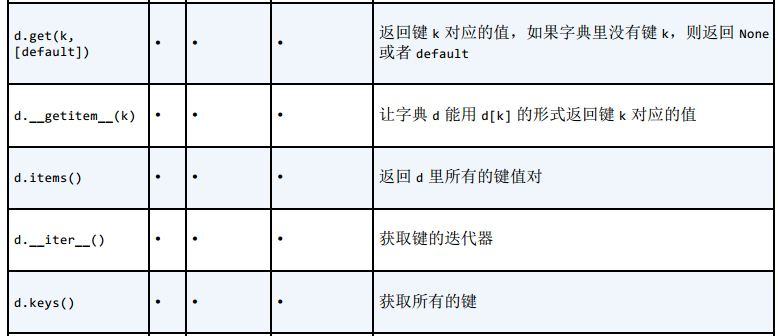 d.get(k, [default]) • • • 返回键 k 对应的值，如果字典里没有键 k，则返回 None 或者 default
d.__getitem__(k) • • • 让字典 d 能用 d[k] 的形式返回键 k 对应的值
d.items() • • • 返回 d 里所有的键值对
d.__iter__() • • • 获取键的迭代器
d.keys() • • • 获取所有的键